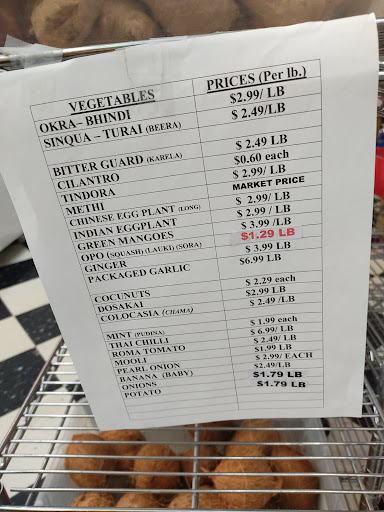 VEGETABLES PRICES (Per lb.)
OKRA– BHINDI $2.99/ LB
SINQUA – TURAI (BEERA) $ 2.49/LB
BITTER GUARD (KARELA) $ 2.49 LB
CILANTRO $0.60 each
TINDORA $ 2.99/ LB
METHI MARKET PRICE
CHINESE EGG PLANT (LONG) $ 2.99/ LB
INDIAN EGGPLANT $ 2.99 / LB
GREEN MANGOES $ 3.99 /LB
OPO (SQUASH) (LAUKI) (SORA) $1.29 LB
GINGER $ 3.99 LB
PACKAGED GARLIC $6.99 LB
COCUNUTS $ 2.29 each
DOSAKAI $2.99 LB
COLOCASIA (CHAMA) $ 2.49 /LB
MINT (PUDINA) $ 1.99 each
THAI CHILLI $ 6.99/ LB
ROMA TOMATO $ 2.49/ LB
MOOLI $1.99 LB
PEARL ONION $ 2.99/ EACH
BANANA (BABY) $2.49/ LB
ONIONS $1.79 LB
POTATO $1.79 LB